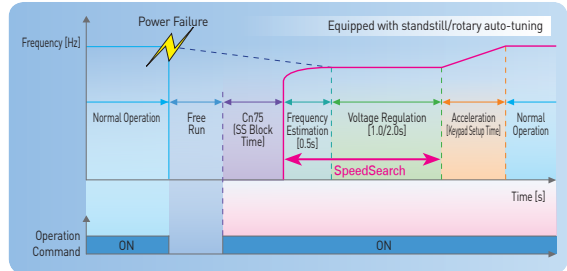 Power Failure
Equipped with standstill/rotary auto-tuning
Frequency [Hz]
Normal Operation
Free
Run
Cn75
[SS Block
Time]
Frequency
Estimation
[0.5s]
Voltage Regulation
[1.0/2.0s]
Acceleration
[Keypad Setup Time]
Normal
Operation
SpeedSearch
Time [s]
Operation
Command
ON
ON